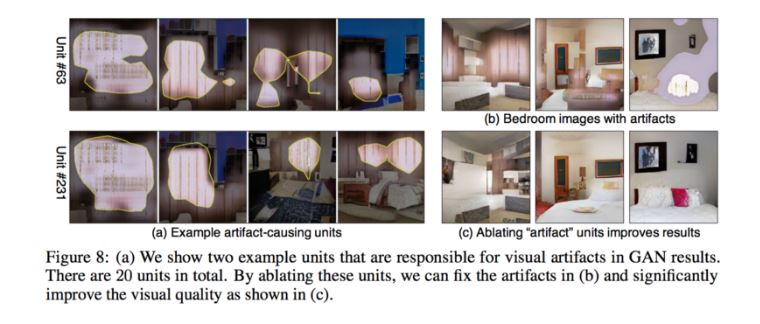 Unit #63
(b) Bedroom images with artifacts
Unit #231
(a) Example artifact-causing units
(c) Ablating “artifact” units improves results
Figure 8: (a) We show two example units that are responsible for visual artifacts in GAN results.
There are 20 units in total. By ablating these units, we can fix the artifacts in (b) and significantly
improve the visual quality as shown in (c).